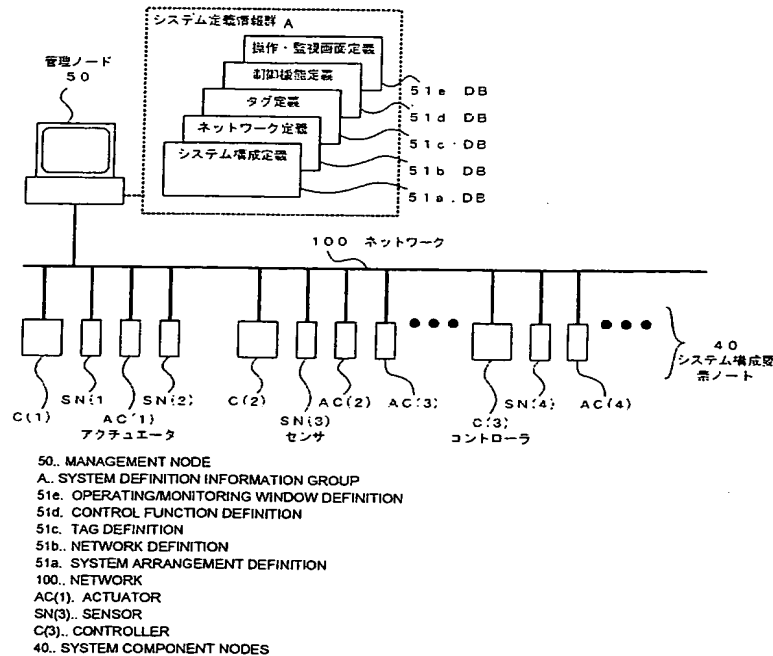 システム定義情報群 A
操作・監視画面定義
制御機能定義
タグ定義
ネットワーク定義
システム構成定義
管理ノード
50
51e DB
51d DB
51c・DB
51b DB
51a.DB
100 ネットワーク
C(1)
SN(1
AC(1)
SN(2)
アクチュエータ
C(2)
SN(3)
センサ
AC(2)
AC(3)
C(3)
コントローラ
SN(4)
AC(4)
40
システム構成要
素ノート
50.. MANAGEMENT NODE
A.. SYSTEM DEFINITION INFORMATION GROUP
51e. OPERATING/MONITORING WINDOW DEFINITION
51d. CONTROL FUNCTION DEFINITION
51c. TAG DEFINITION
51b.. NETWORK DEFINITION
51a. SYSTEM ARRANGEMENT DEFINITION
100.. NETWORK
AC(1). ACTUATOR
SN(3).. SENSOR
C(3).. CONTROLLER
40.. SYSTEM COMPONENT NODES